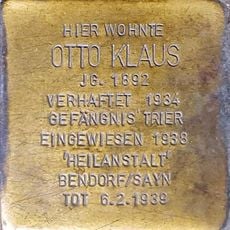 HIER WOHNTE
OTTO KLAUS
JG. 1892
VERHAFTET 1934
GEFÄNGNIS TRIER
EINGEWIESEN 1938
'HEILANSTALT'
BENDORF/SAYN
TOT 6.2.1939